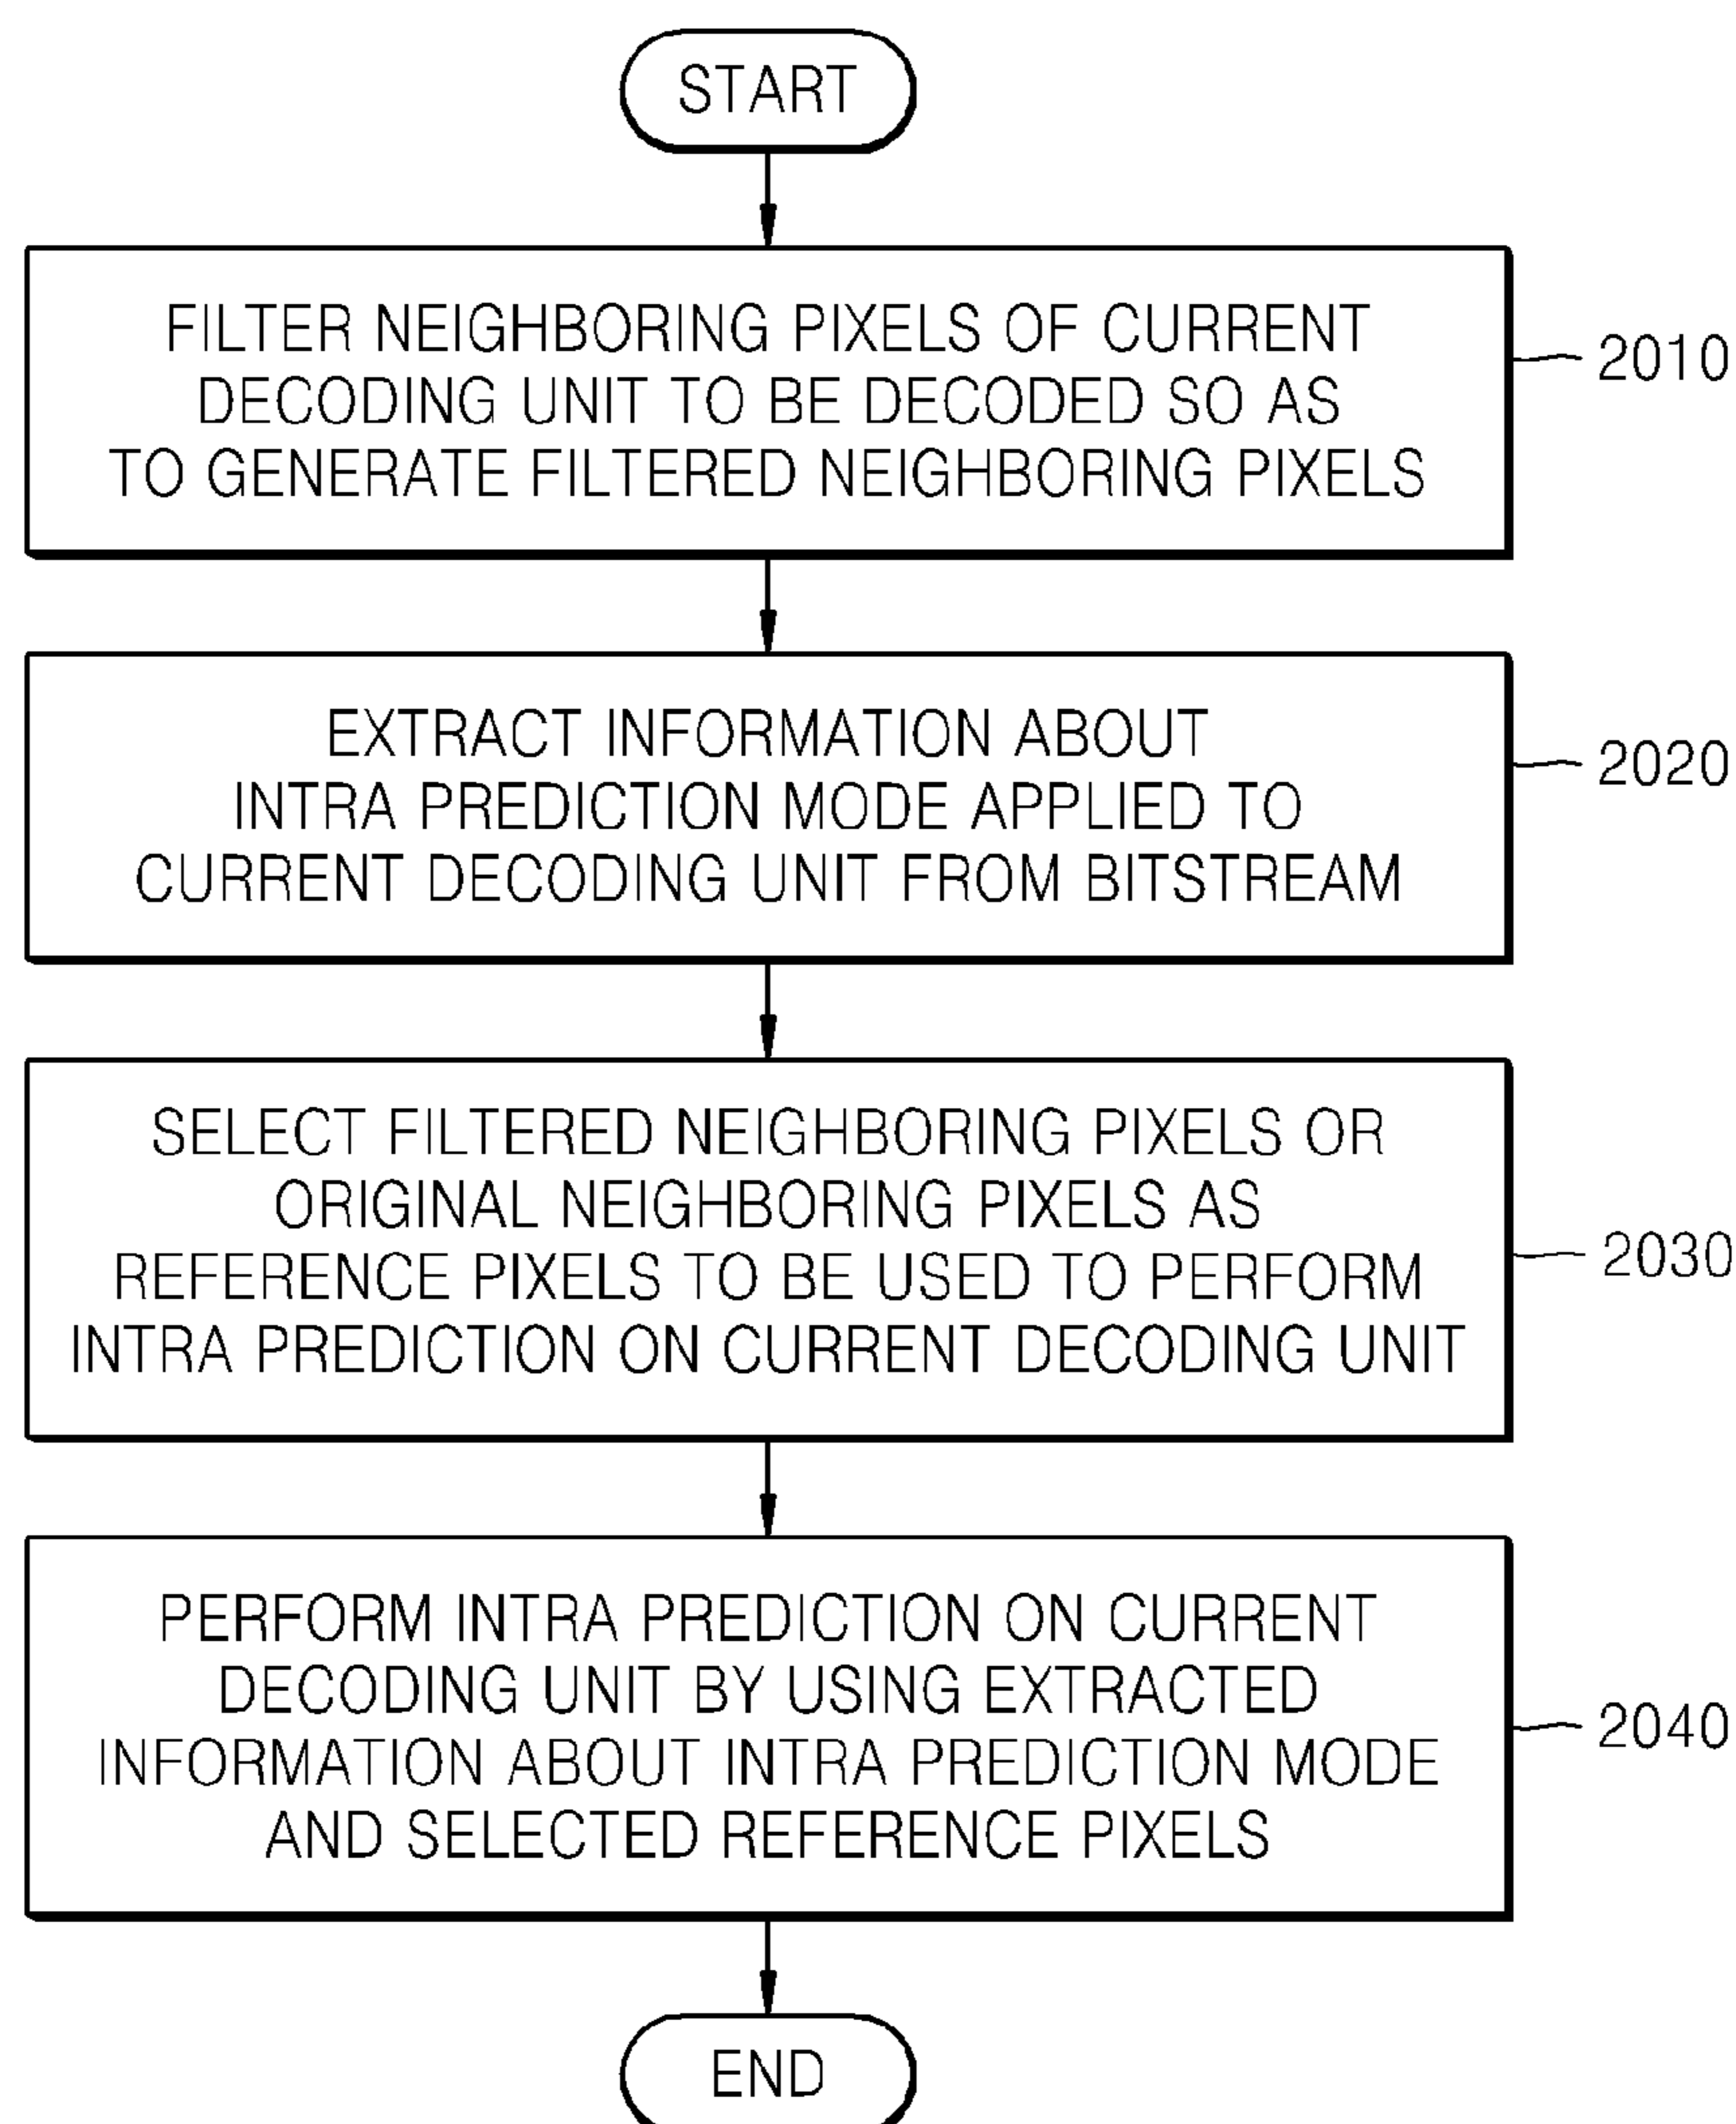 START
FILTER NEIGHBORING PIXELS OF CURRENT
DECODING UNIT TO BE DECODED SO AS
TO GENERATE FILTERED NEIGHBORING PIXELS
2010
EXTRACT INFORMATION ABOUT
INTRA PREDICTION MODE APPLIED TO
CURRENT DECODING UNIT FROM BITSTREAM
2020
SELECT FILTERED NEIGHBORING PIXELS OR
ORIGINAL NEIGHBORING PIXELS AS
REFERENCE PIXELS TO BE USED TO PERFORM
INTRA PREDICTION ON CURRENT DECODING UNIT
2030
PERFORM INTRA PREDICTION ON CURRENT
DECODING UNIT BY USING EXTRACTED
INFORMATION ABOUT INTRA PREDICTION MODE
AND SELECTED REFERENCE PIXELS
2040
END